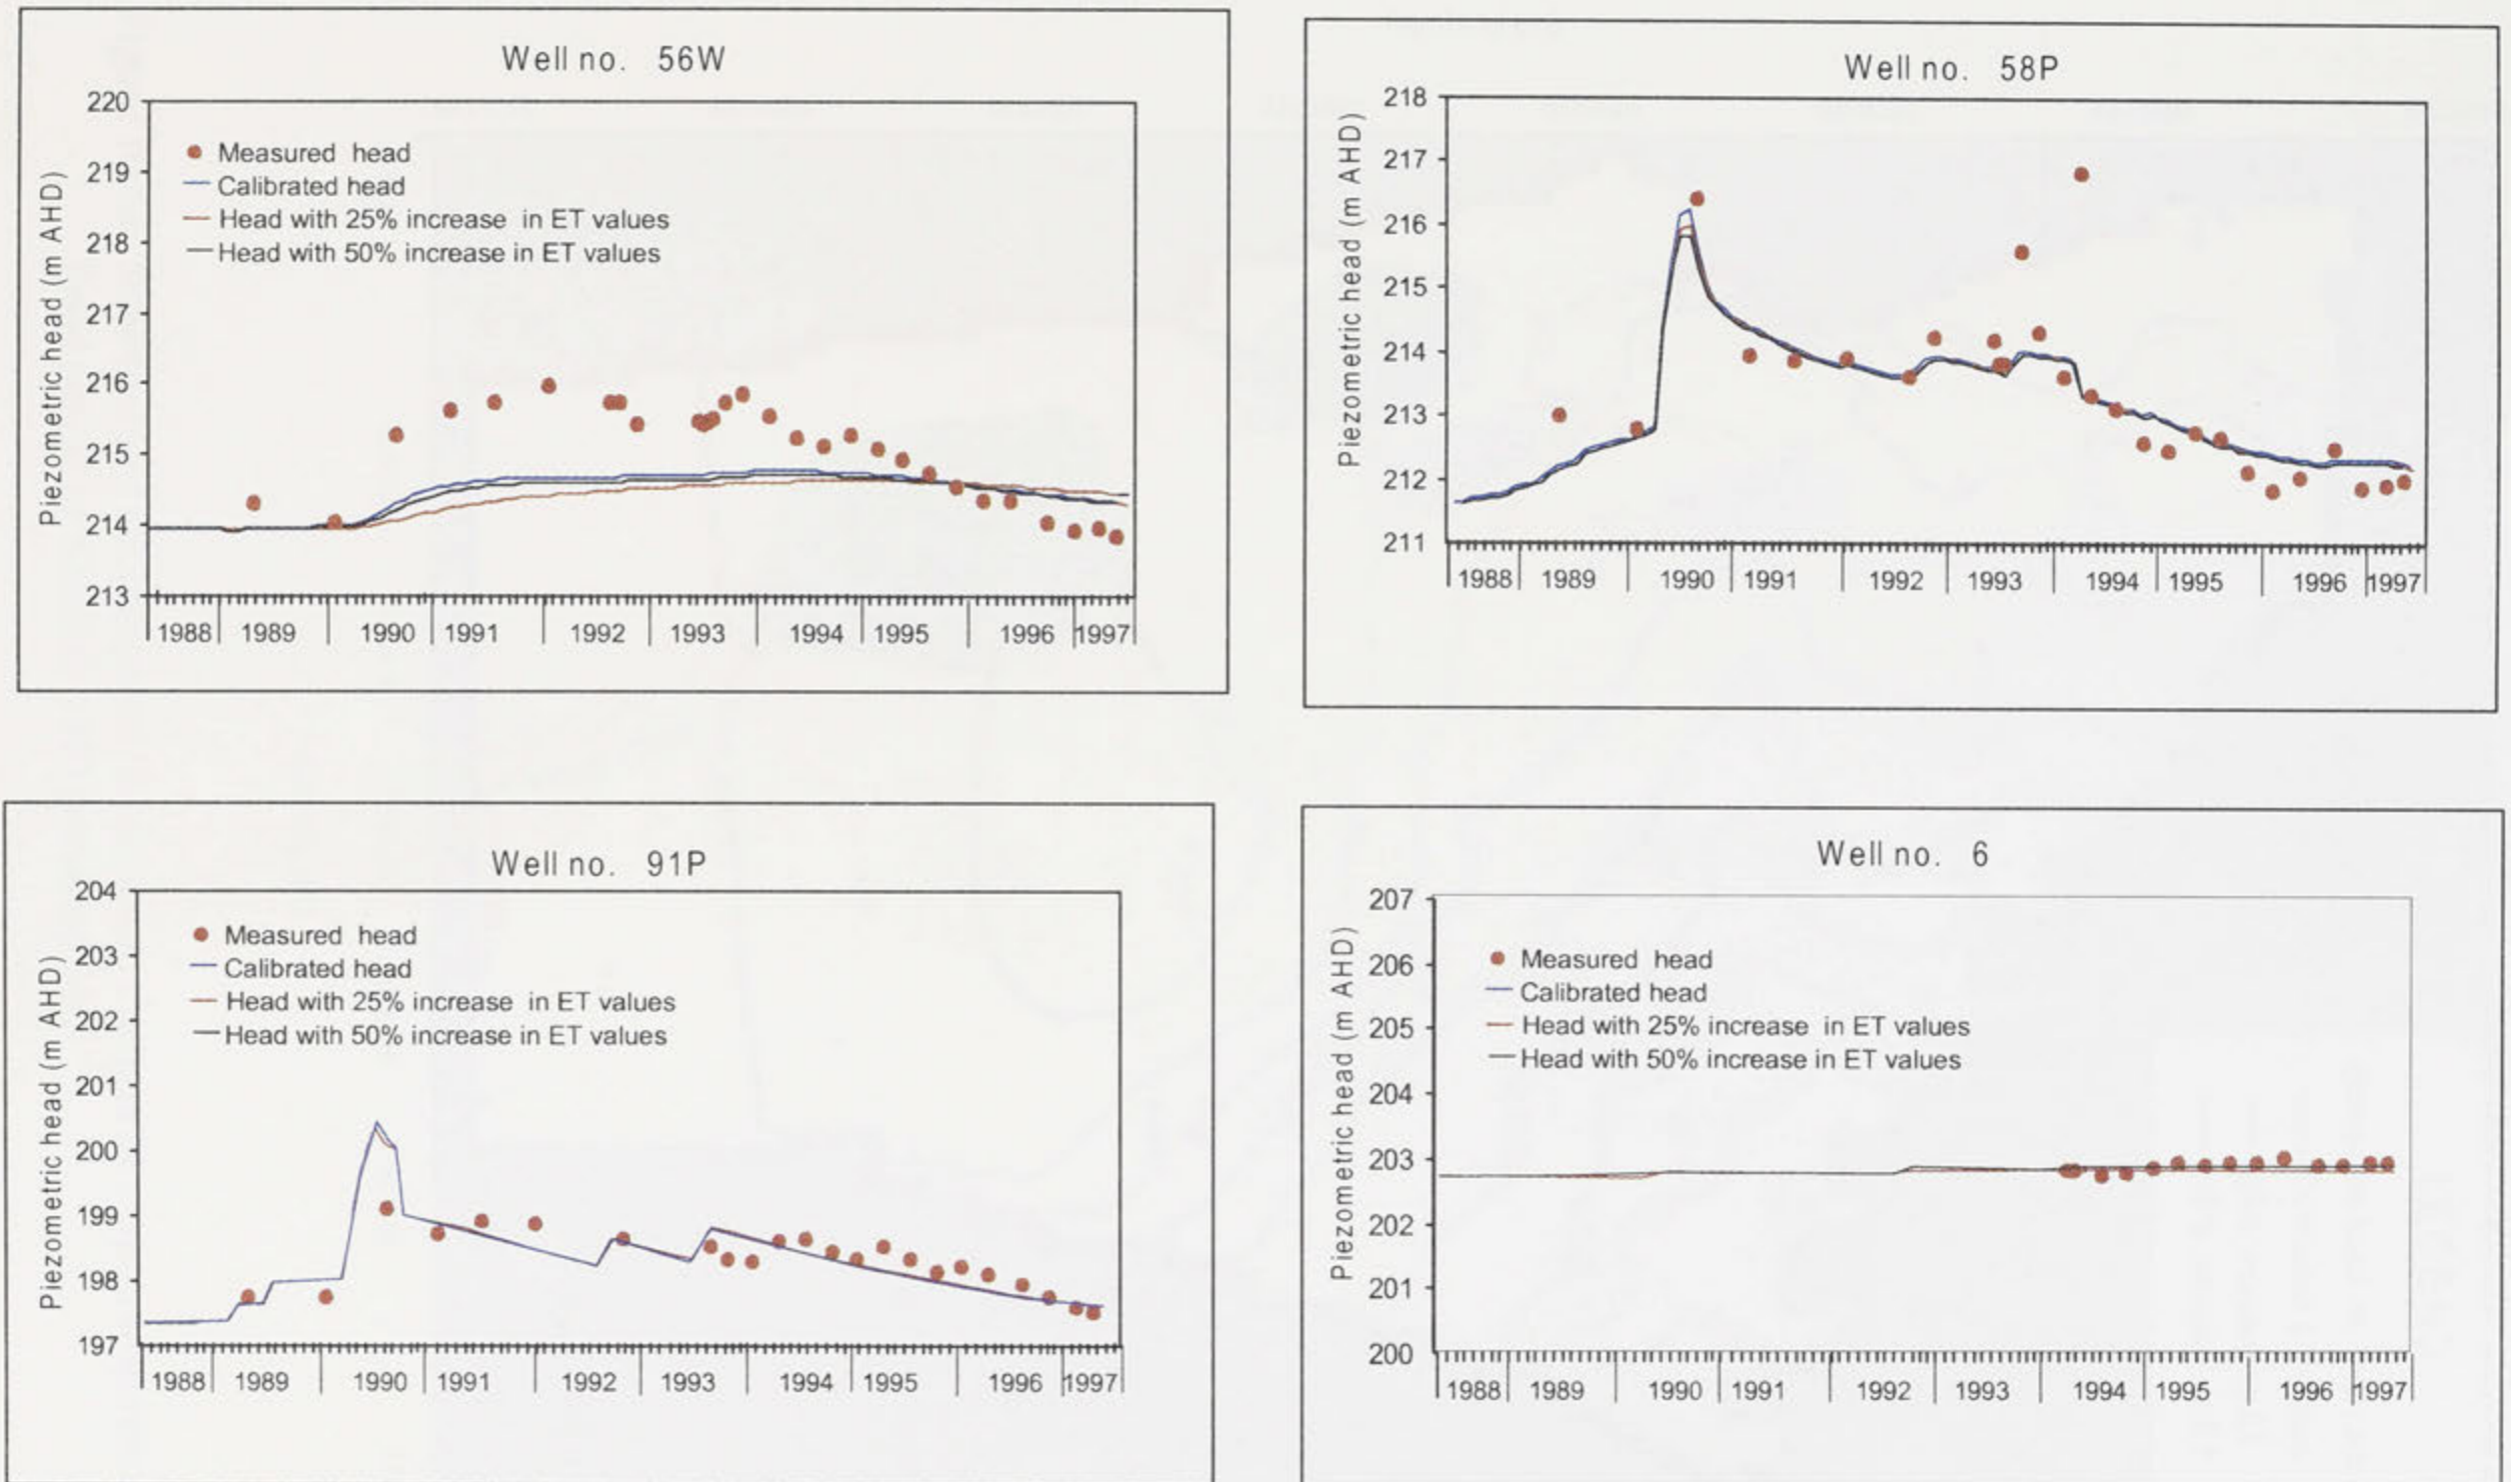 Well no. 56W
Piezometric head (m AHD)
220
219
218
217
216
215
214
213
Measured head
Calibrated head
Head with 25% increase in ET values
Head with 50% increase in ET values
1988 1989 1990 1991 1992 1993 1994 1995 1996 1997
Well no. 58P
Piezometric head (m AHD)
218
217
216
215
214
213
212
211
1988 1989 1990 1991 1992 1993 1994 1995 1996 1997
Well no. 91P
Piezometric head (m AHD)
204
203
202
201
200
199
198
197
Measured head
Calibrated head
Head with 25% increase in ET values
Head with 50% increase in ET values
1988 1989 1990 1991 1992 1993 1994 1995 1996 1997
Well no. 6
Piezometric head (m AHD)
207
206
205
204
203
202
201
200
Measured head
Calibrated head
Head with 25% increase in ET values
Head with 50% increase in ET values
1988 1989 1990 1991 1992 1993 1994 1995 1996 1997